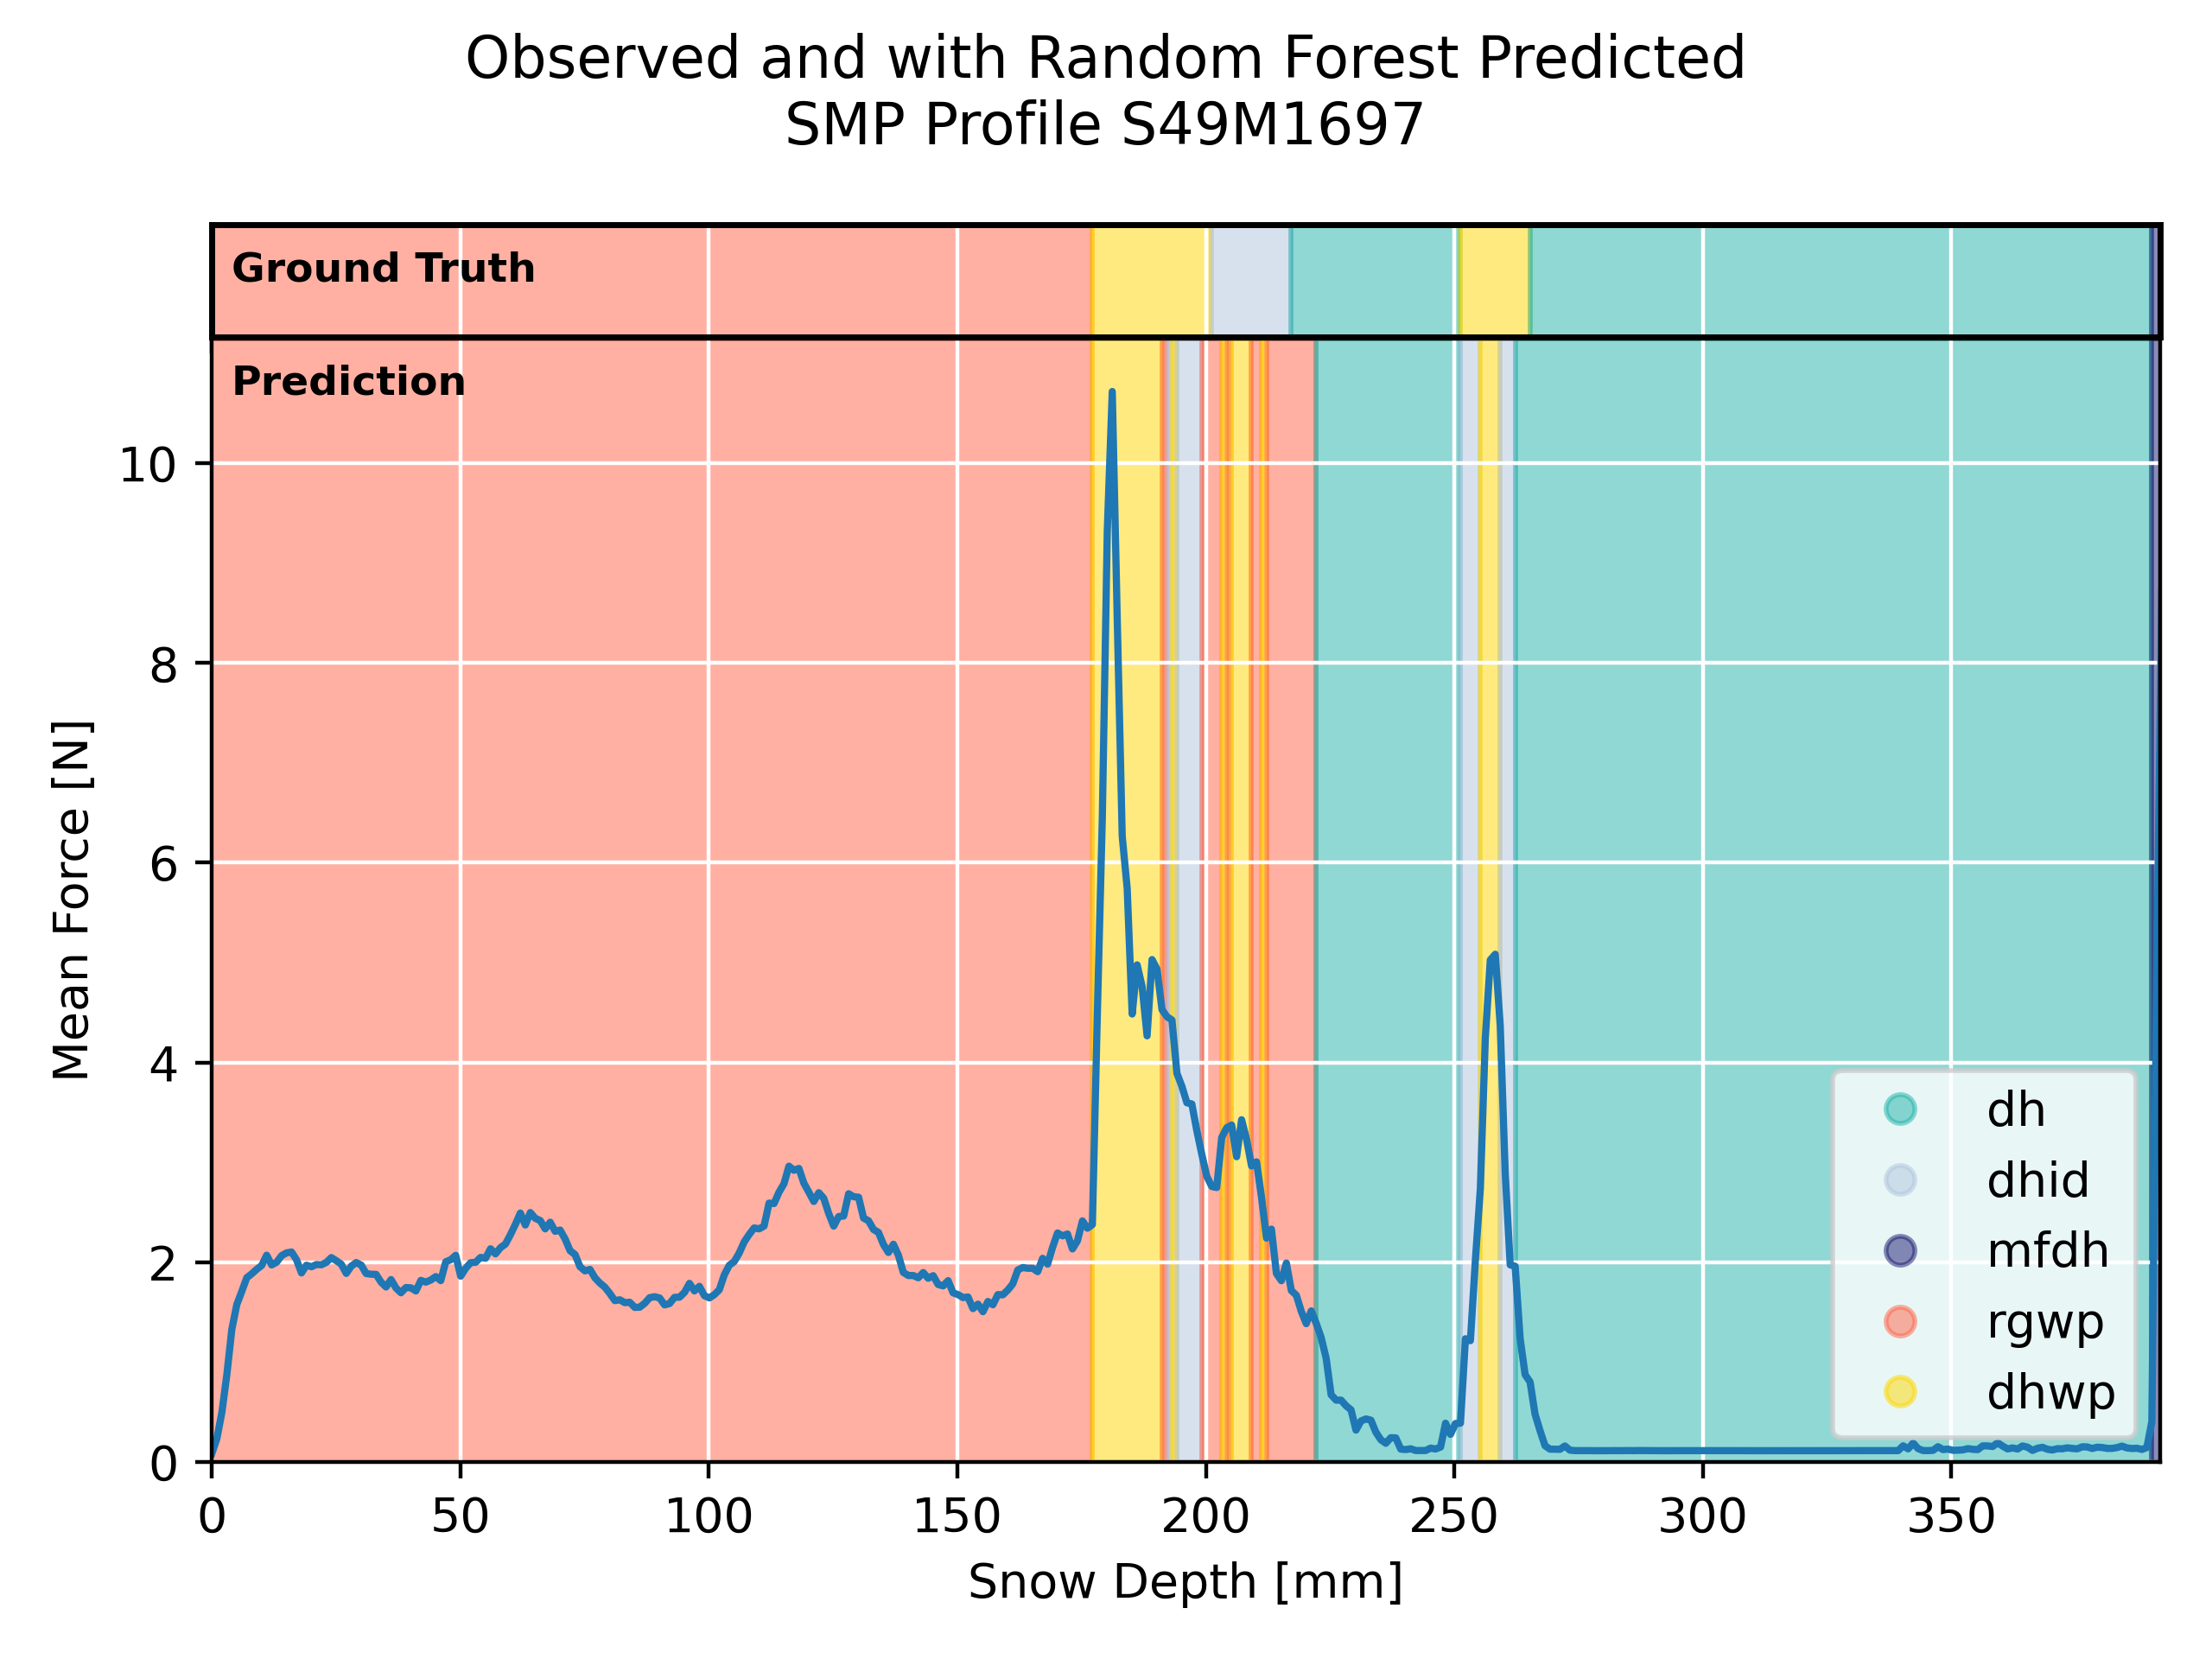 Observed and with Random Forest Predicted
SMP Profile S49M1697
Ground Truth
Prediction
10
8
6
4
2
0
Mean Force [N]
dh
dhid
mfdh
rgwp
dhwp
0 50 100 150 200 250 300 350
Snow Depth [mm]